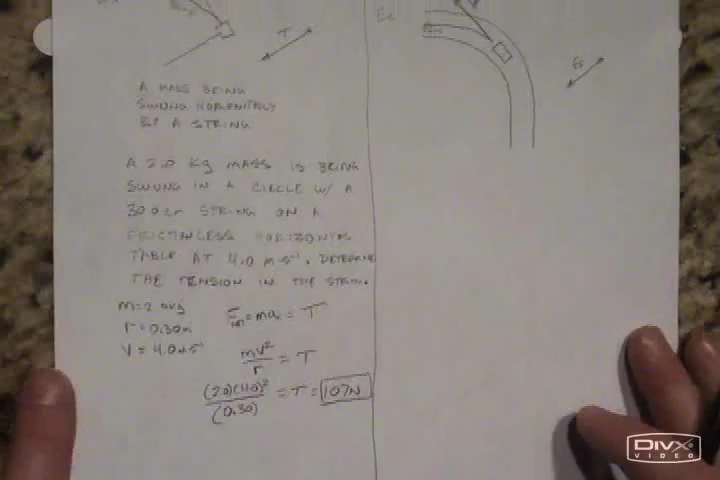 T
A MASS BEING
SWUNG HORIZONTALLY
BY A STRING
A 2.0 Kg MASS IS BEING
SWUNG IN A CIRCLE W/ A
30.0 cm STRING ON A
FRICTIONLESS HORIZONTAL
TABLE AT 4.0 m·s⁻¹. DETERMINE
THE TENSION IN THE STRING.
m = 2.0 kg
r = 0.30 m
v = 4.0 m·s⁻¹
= ma = T
mv²/r = T
(2.0)(4.0)²/(0.30) = T = 107N
DIVX
VIDEO